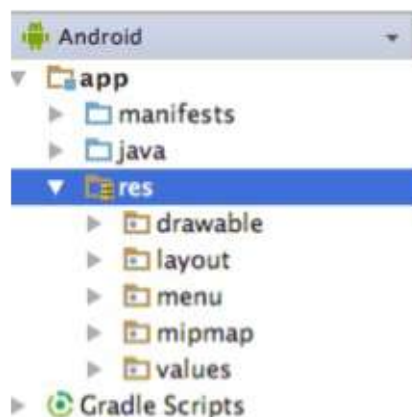 Android
app
manifests
java
res
drawable
layout
menu
mipmap
values
Gradle Scripts